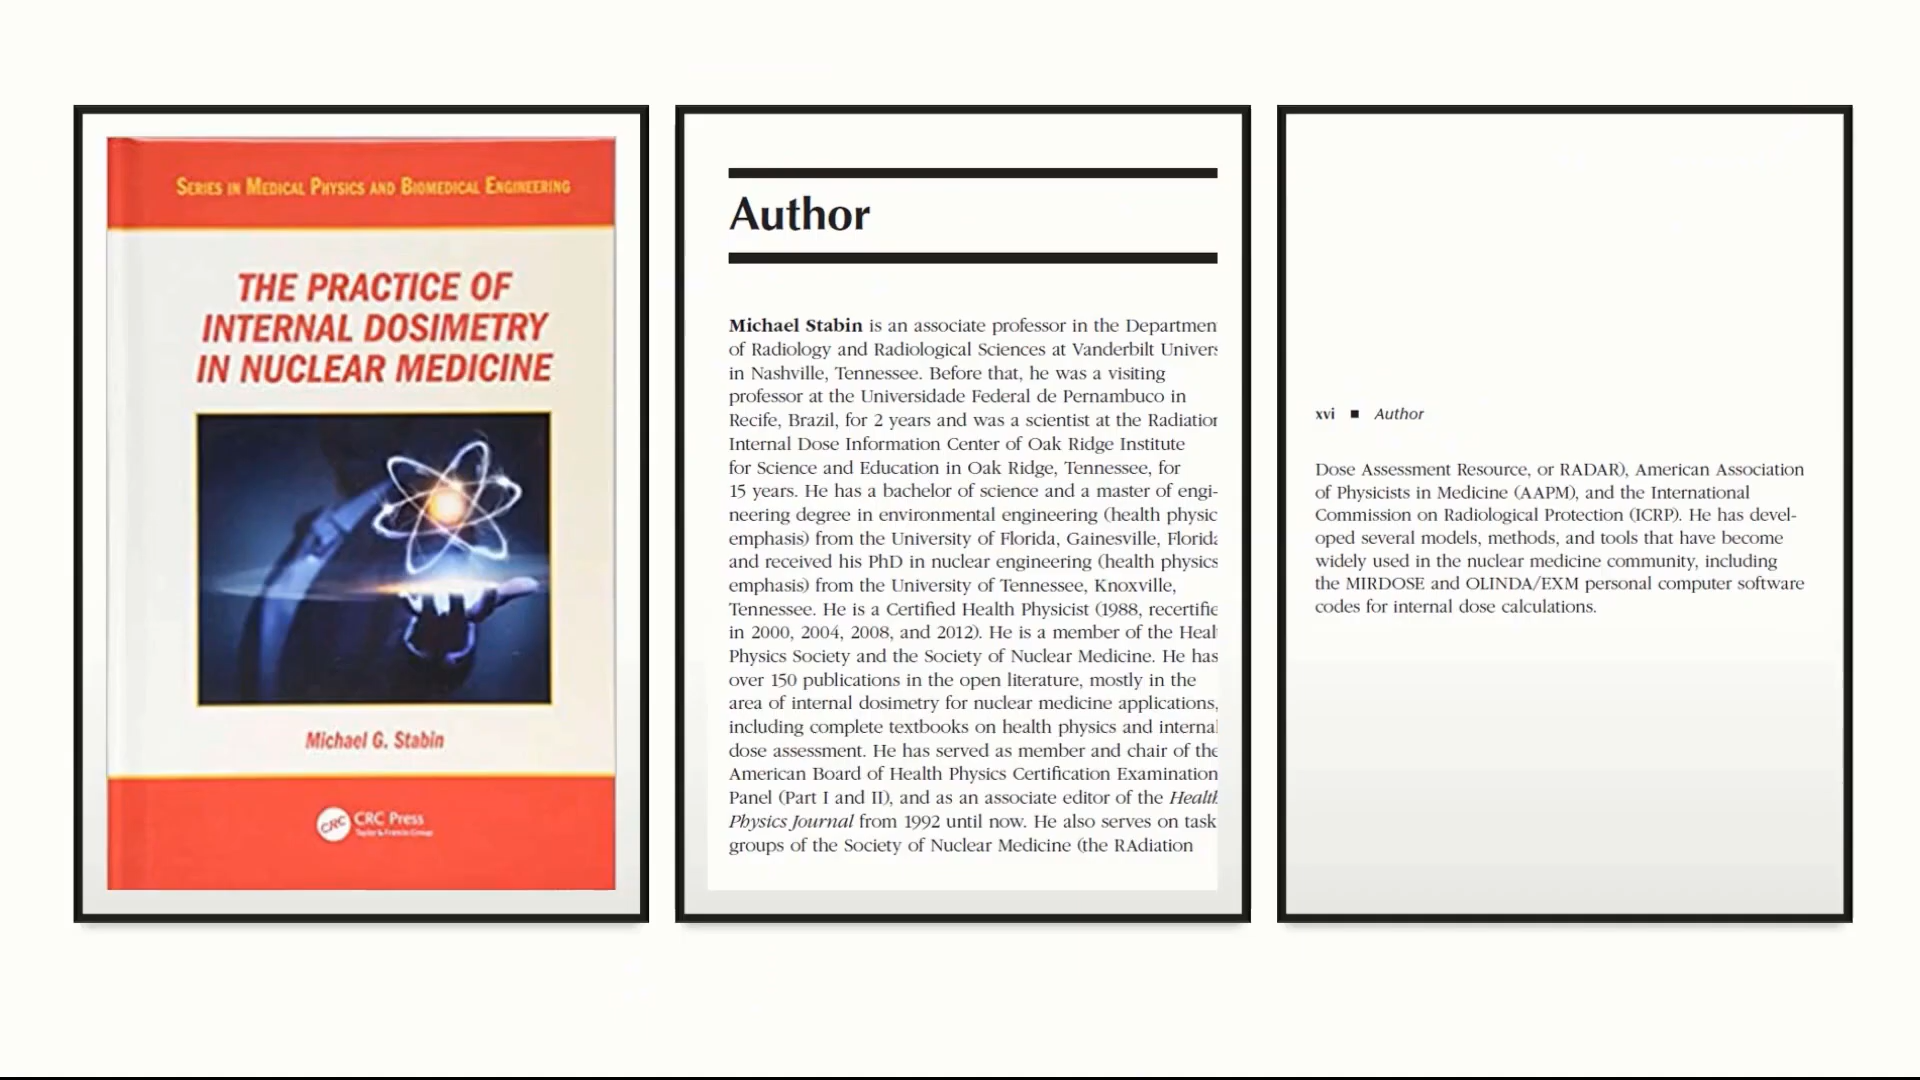 SERIES IN MEDICAL PHYSICS AND BIOMEDICAL ENGINEERING
THE PRACTICE OF
INTERNAL DOSIMETRY
IN NUCLEAR MEDICINE
Michael G. Stabin
CRC CRC Press
Taylor & Francis Group
Author
Michael Stabin is an associate professor in the Departmen
of Radiology and Radiological Sciences at Vanderbilt Univers
in Nashville, Tennessee. Before that, he was a visiting
professor at the Universidade Federal de Pernambuco in
Recife, Brazil, for 2 years and was a scientist at the Radiation
Internal Dose Information Center of Oak Ridge Institute
for Science and Education in Oak Ridge, Tennessee, for
15 years. He has a bachelor of science and a master of engi-
neering degree in environmental engineering (health physic
emphasis) from the University of Florida, Gainesville, Florida
and received his PhD in nuclear engineering (health physics
emphasis) from the University of Tennessee, Knoxville,
Tennessee. He is a Certified Health Physicist (1988, recertifie
in 2000, 2004, 2008, and 2012). He is a member of the Healt
Physics Society and the Society of Nuclear Medicine. He has
over 150 publications in the open literature, mostly in the
area of internal dosimetry for nuclear medicine applications,
including complete textbooks on health physics and internal
dose assessment. He has served as member and chair of the
American Board of Health Physics Certification Examination
Panel (Part I and II), and as an associate editor of the Health
Physics Journal from 1992 until now. He also serves on task
groups of the Society of Nuclear Medicine (the RAdiation
xvi ■ Author
Dose Assessment Resource, or RADAR), American Association
of Physicists in Medicine (AAPM), and the International
Commission on Radiological Protection (ICRP). He has devel-
oped several models, methods, and tools that have become
widely used in the nuclear medicine community, including
the MIRDOSE and OLINDA/EXM personal computer software
codes for internal dose calculations.